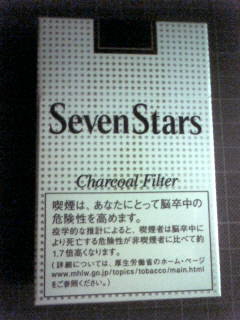 SevenStars
Charcoal Filter
喫煙は、あなたにとって脳卒中の
危険性を高めます。
疫学的な推計によると、喫煙者は脳卒中に
より死亡する危険性が非喫煙者に比べて約
1.7倍高くなります。
(詳細については、厚生労働省のホーム・ページ
www.mhlw.go.jp/topics/tobacco/main.html
をご参照ください。)